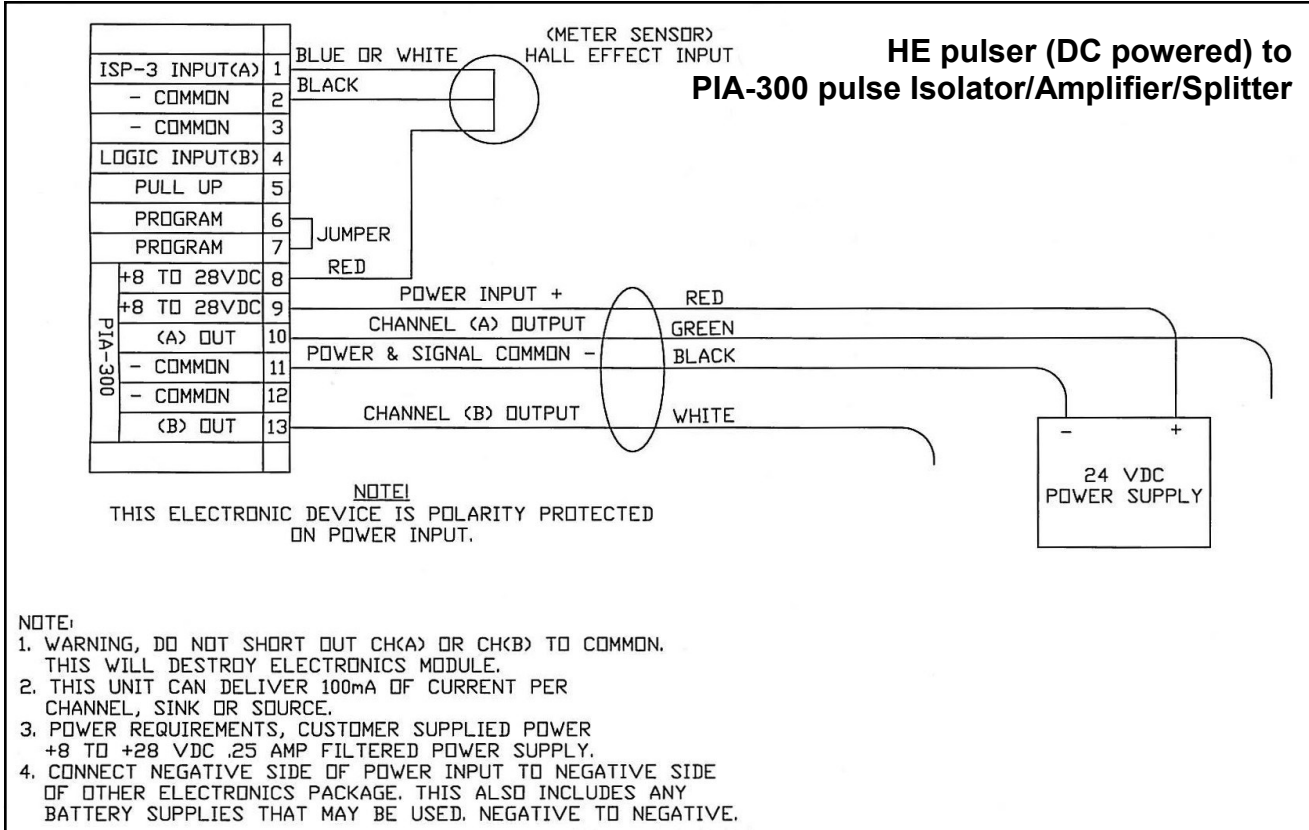 HE pulser (DC powered) to
PIA-300 pulse Isolator/Amplifier/Splitter
(METER SENSOR)
HALL EFFECT INPUT
ISP-3 INPUT(A) 1 BLUE OR WHITE
- COMMON 2 BLACK
- COMMON 3
LOGIC INPUT(B) 4
PULL UP 5
PROGRAM 6
JUMPER
PROGRAM 7
PIA-300
+8 TO 28VDC 8 RED
+8 TO 28VDC 9 POWER INPUT + RED
(A) OUT 10 CHANNEL (A) OUTPUT GREEN
- COMMON 11 POWER & SIGNAL COMMON - BLACK
- COMMON 12
(B) OUT 13 CHANNEL (B) OUTPUT WHITE
- +
24 VDC
POWER SUPPLY
NOTE!
THIS ELECTRONIC DEVICE IS POLARITY PROTECTED
ON POWER INPUT.
NOTE:
1. WARNING, DO NOT SHORT OUT CH(A) OR CH(B) TO COMMON.
THIS WILL DESTROY ELECTRONICS MODULE.
2. THIS UNIT CAN DELIVER 100mA OF CURRENT PER
CHANNEL, SINK OR SOURCE.
3. POWER REQUIREMENTS, CUSTOMER SUPPLIED POWER
+8 TO +28 VDC .25 AMP FILTERED POWER SUPPLY.
4. CONNECT NEGATIVE SIDE OF POWER INPUT TO NEGATIVE SIDE
OF OTHER ELECTRONICS PACKAGE. THIS ALSO INCLUDES ANY
BATTERY SUPPLIES THAT MAY BE USED. NEGATIVE TO NEGATIVE.